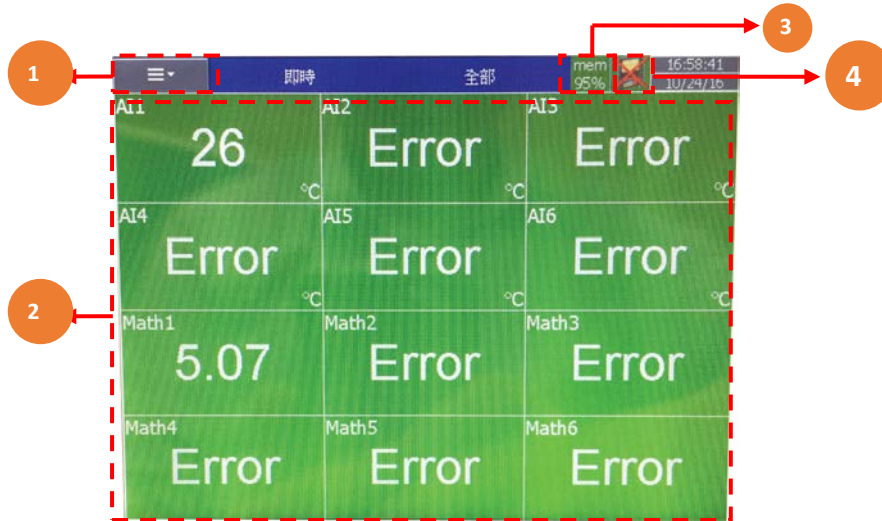 3
1
即時
全部
mem
95%
16:58:41
10/24/16
4
AI1
AI2
AI3
26
Error
Error
°C
°C
°C
AI4
AI5
AI6
Error
Error
Error
°C
°C
°C
2
Math1
Math2
Math3
5.07
Error
Error
Math4
Math5
Math6
Error
Error
Error